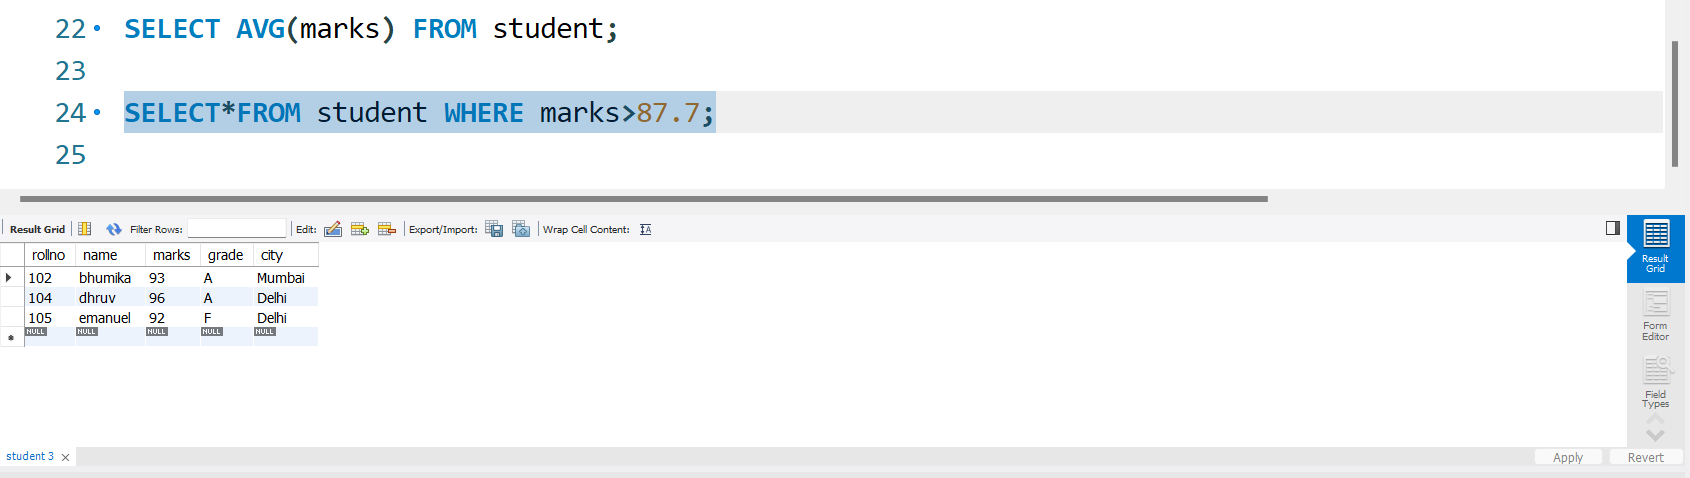 22 SELECT AVG(marks) FROM student;
23
24 SELECT*FROM student WHERE marks>87.7;
25
Result Grid Filter Rows: Edit: Export/Import: Wrap Cell Content: IA
rollno name marks grade city
102 bhumika 93 A Mumbai
104 dhruv 96 A Delhi
105 emanuel 92 F Delhi
NULL NULL NULL NULL NULL
Result
Grid
Form
Editor
Field
Types
student 3 Apply Revert